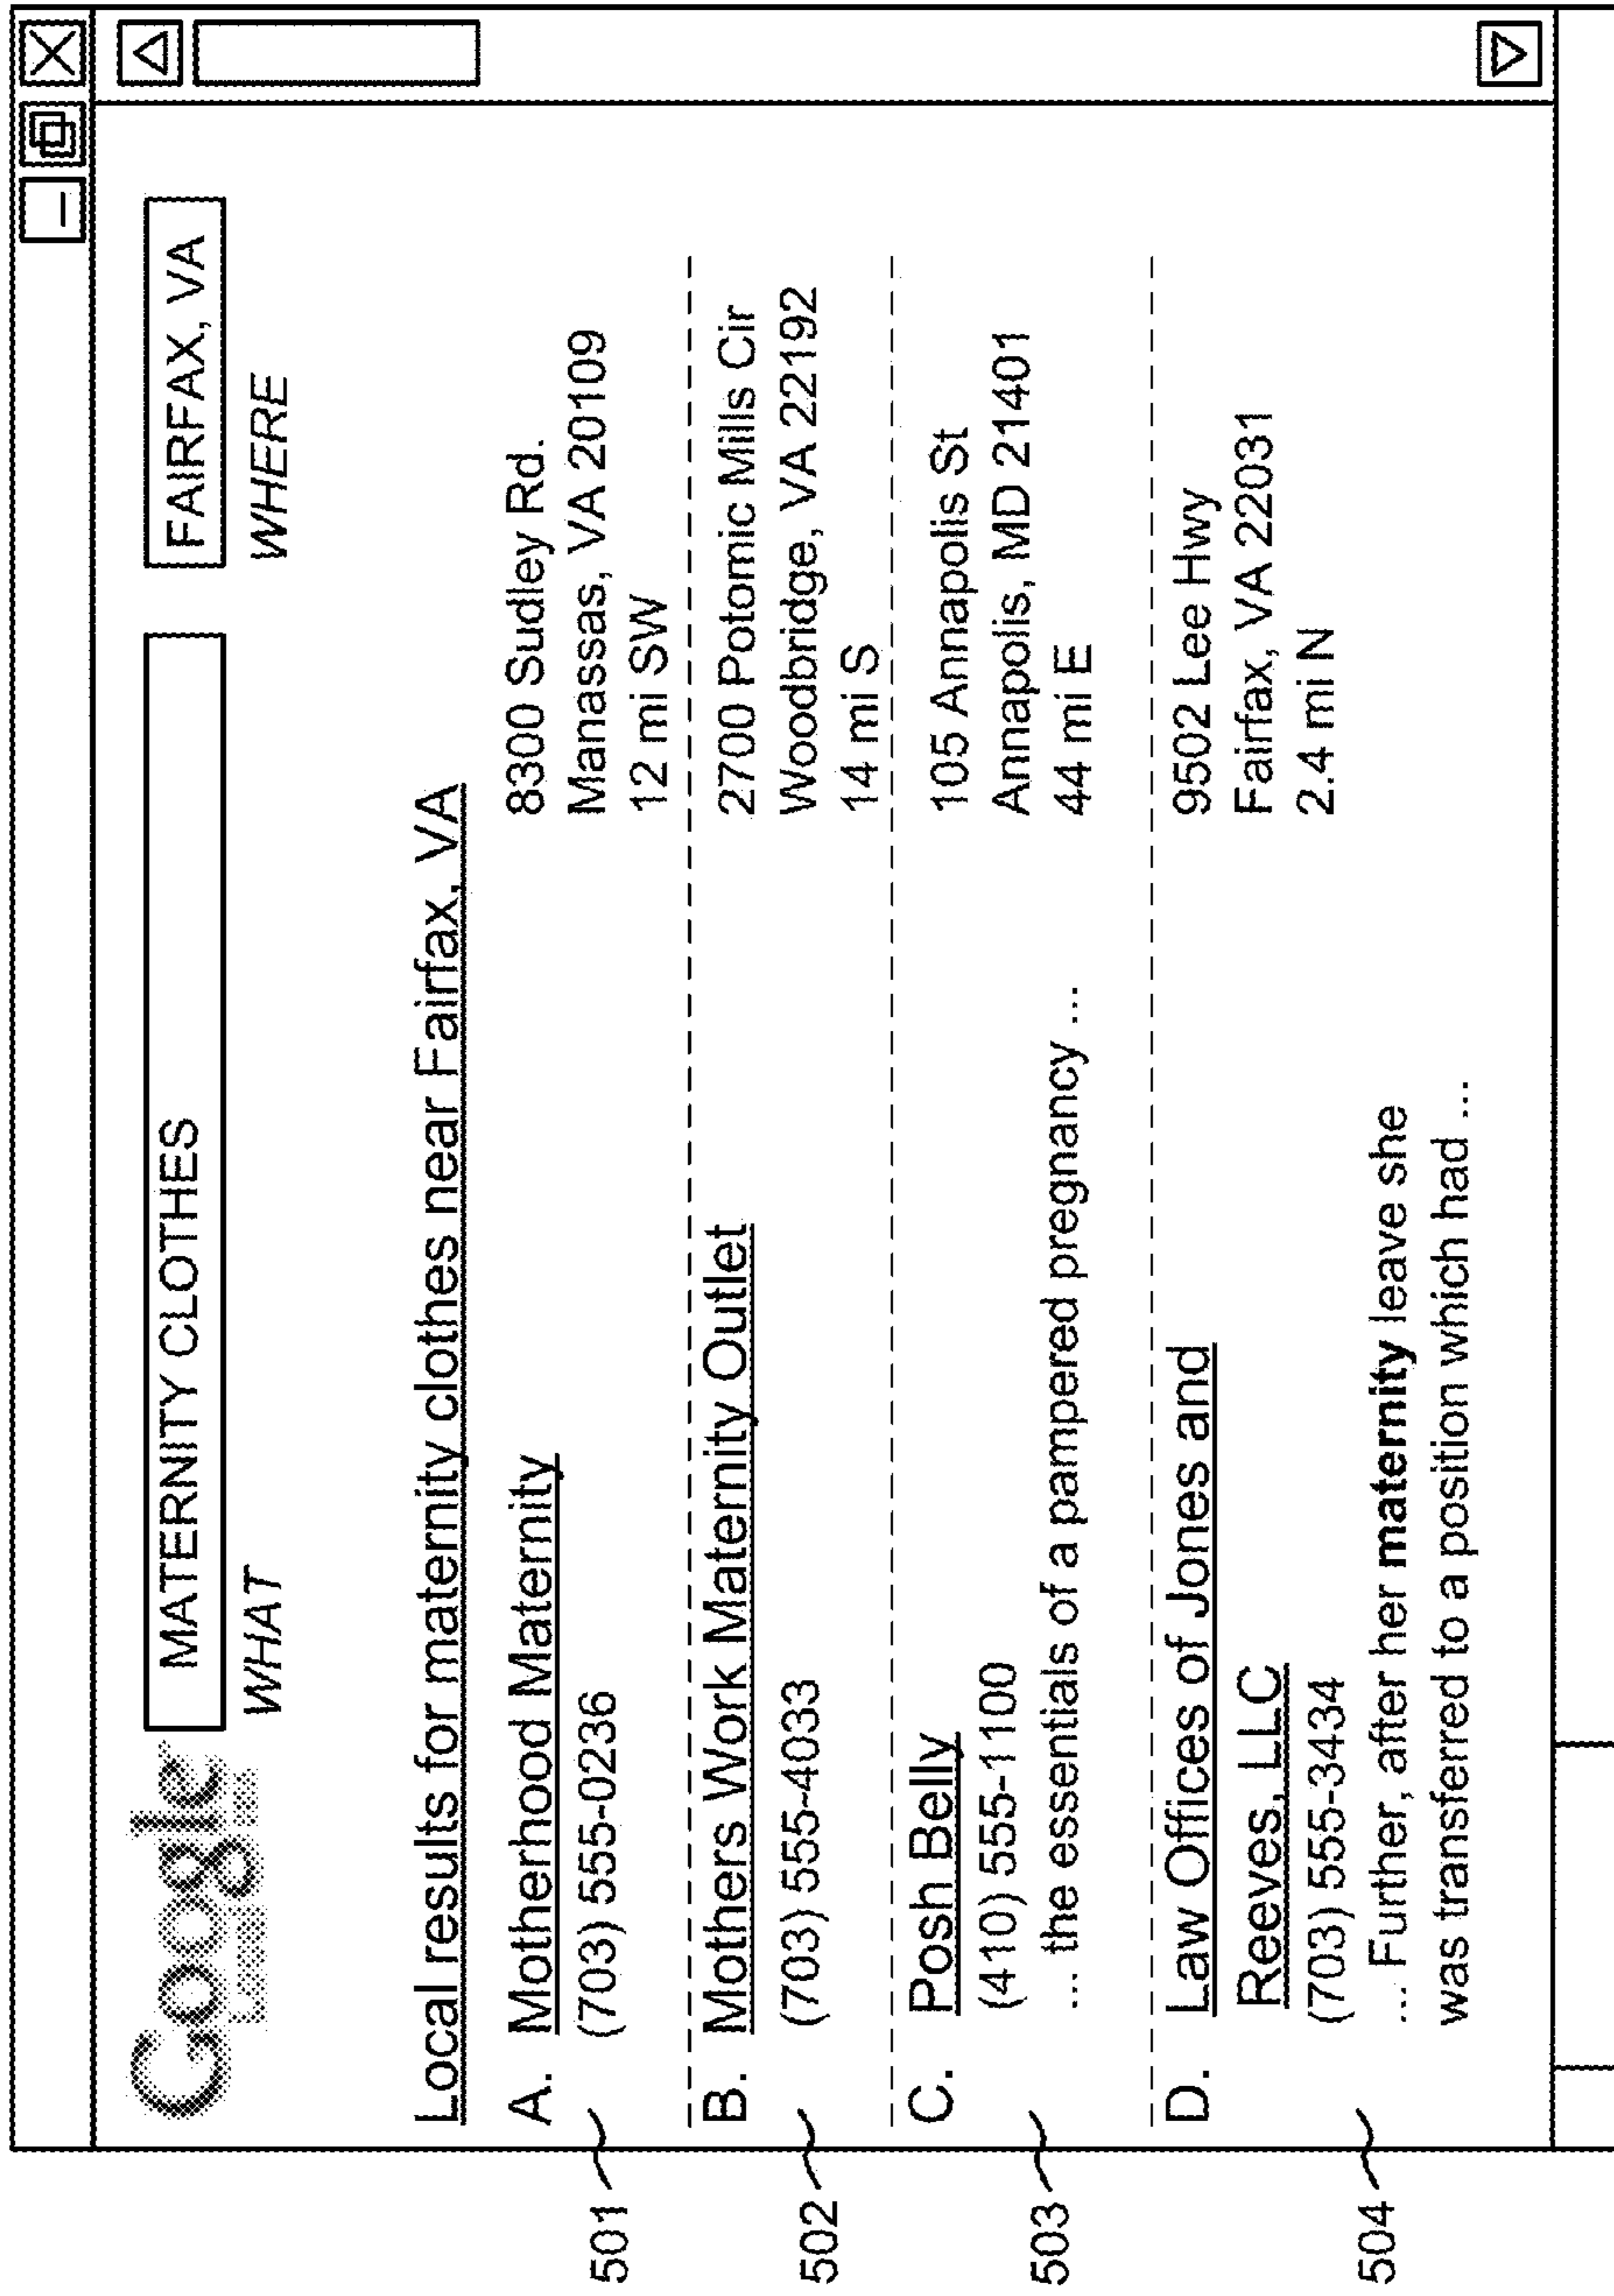 Google
MATERNITY CLOTHES
FAIRFAX, VA
WHAT
WHERE
Local results for maternity clothes near Fairfax, VA
A. Motherhood Maternity
(703) 555-0236
8300 Sudley Rd.
Manassas, VA 20109
12 mi SW
501
B. Mothers Work Maternity Outlet
(703) 555-4033
2700 Potomic Mills Cir
Woodbridge, VA 22192
14 mi S
502
C. Posh Belly
(410) 555-1100
... the essentials of a pampered pregnancy ...
105 Annapolis St
Annapolis, MD 21401
44 mi E
503
D. Law Offices of Jones and
Reeves, LLC
(703) 555-3434
... Further, after her maternity leave she
was transferred to a position which had ...
9502 Lee Hwy
Fairfax, VA 22031
2.4 mi N
504